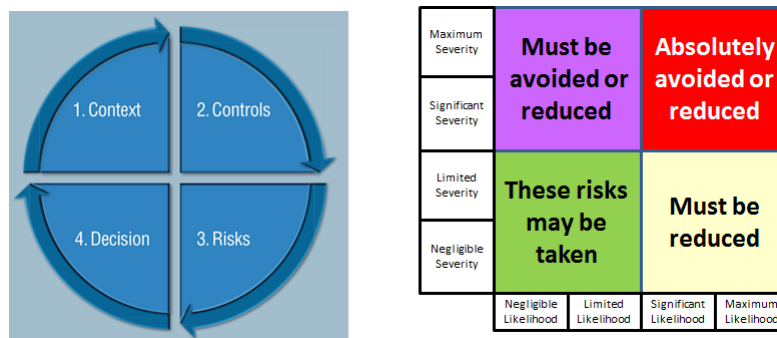 1. Context
2. Controls
4. Decision
3. Risks
Maximum
Severity
Significant
Severity
Limited
Severity
Negligible
Severity
Must be
avoided or
reduced
Absolutely
avoided or
reduced
These risks
may be
taken
Must be
reduced
Negligible
Likelihood
Limited
Likelihood
Significant
Likelihood
Maximum
Likelihood